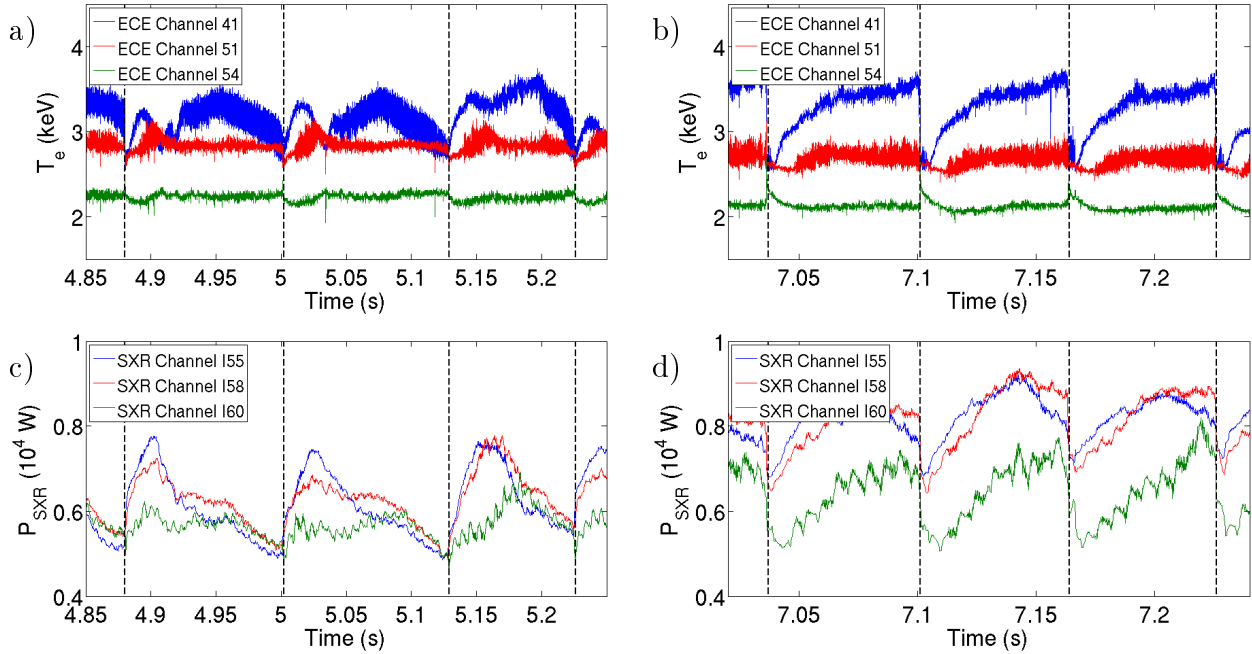 a)
ECE Channel 41
ECE Channel 51
ECE Channel 54
4
3
2
T_e (keV)
4.85
4.9
4.95
5
5.05
5.1
5.15
5.2
Time (s)
b)
ECE Channel 41
ECE Channel 51
ECE Channel 54
4
3
2
T_e (keV)
7.05
7.1
7.15
7.2
Time (s)
c)
SXR Channel I55
SXR Channel I58
SXR Channel I60
1
0.8
0.6
0.4
P_SXR (10^4 W)
4.85
4.9
4.95
5
5.05
5.1
5.15
5.2
Time (s)
d)
SXR Channel I55
SXR Channel I58
SXR Channel I60
1
0.8
0.6
0.4
P_SXR (10^4 W)
7.05
7.1
7.15
7.2
Time (s)